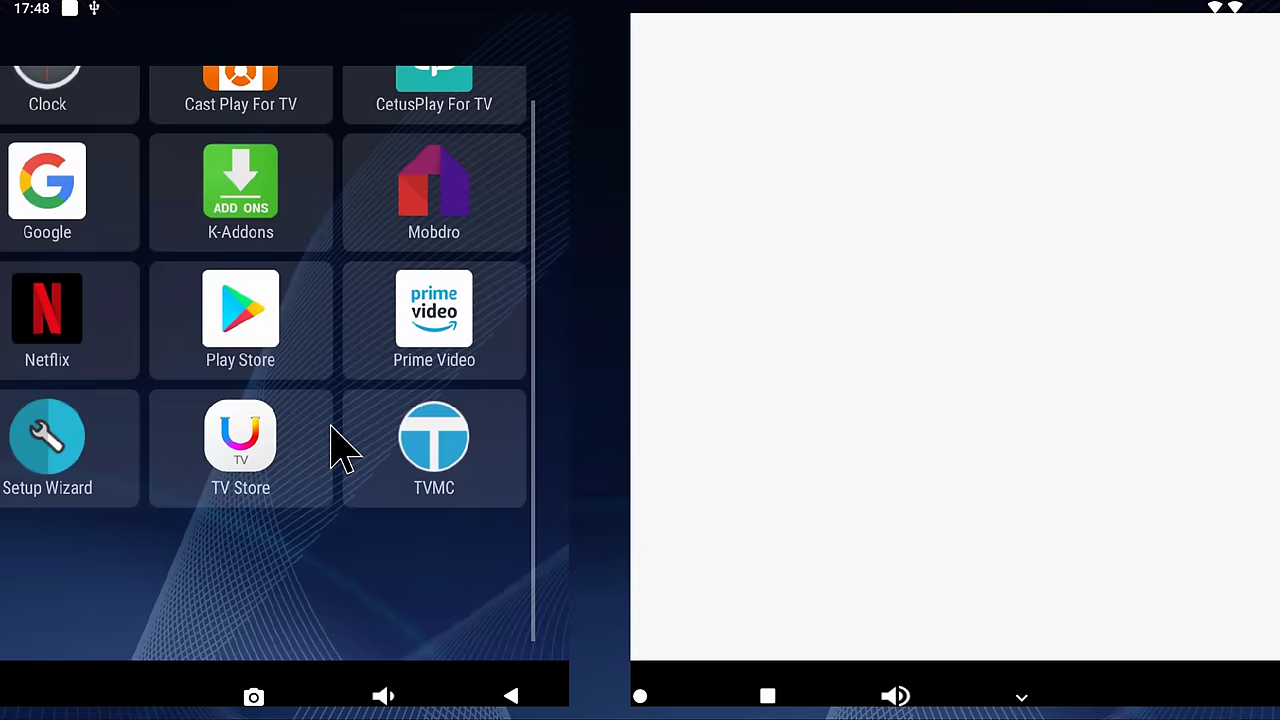 17:48
Clock
Cast Play For TV
CetusPlay For TV
Google
ADD ONS
K-Addons
Mobdro
N
Netflix
Play Store
prime
video
Prime Video
Setup Wizard
TV
TV Store
TVMC